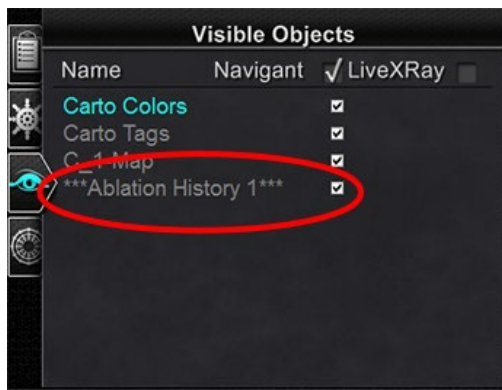 Visible Objects
Name Navigant LiveXRay
Carto Colors
Carto Tags
C_1 Map
***Ablation History 1***